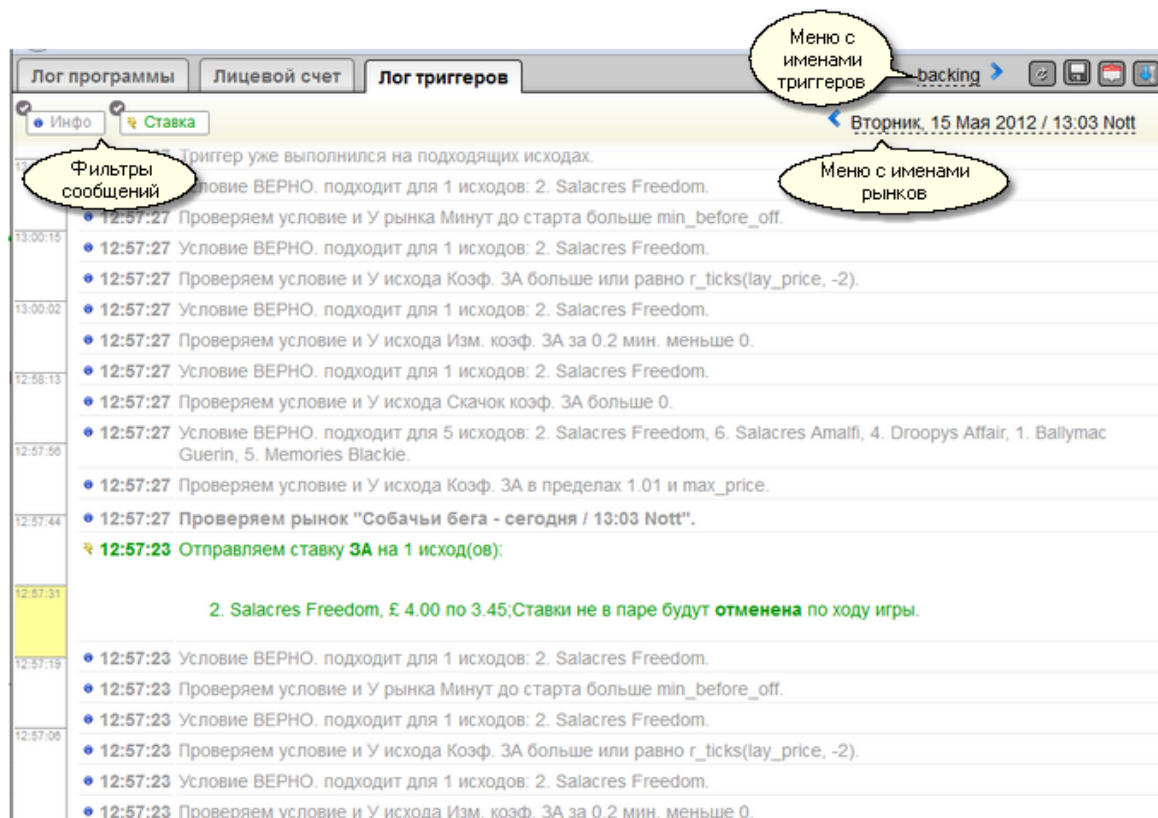 Меню с
именами
триггеров
Лог программы
Лицевой счет
Лог триггеров
backing
Инфо
Ставка
Вторник, 15 Мая 2012 / 13:03 Nott
Фильтры
сообщений
Меню с именами
рынков
Триггер уже выполнился на подходящих исходах.
словие ВЕРНО. подходит для 1 исходов: 2. Salacres Freedom.
12:57:27 Проверяем условие и У рынка Минут до старта больше min_before_off.
13:00:15
12:57:27 Условие ВЕРНО. подходит для 1 исходов: 2. Salacres Freedom.
12:57:27 Проверяем условие и У исхода Коэф. ЗА больше или равно r_ticks(lay_price, -2).
13:00:02
12:57:27 Условие ВЕРНО. подходит для 1 исходов: 2. Salacres Freedom.
12:57:27 Проверяем условие и У исхода Изм. коэф. ЗА за 0.2 мин. меньше 0.
12:58:13
12:57:27 Условие ВЕРНО. подходит для 1 исходов: 2. Salacres Freedom.
12:57:27 Проверяем условие и У исхода Скачок коэф. ЗА больше 0.
12:57:56
12:57:27 Условие ВЕРНО. подходит для 5 исходов: 2. Salacres Freedom, 6. Salacres Amalfi, 4. Droopys Affair, 1. Ballymac
Guerin, 5. Memories Blackie.
12:57:27 Проверяем условие и У исхода Коэф. ЗА в пределах 1.01 и max_price.
12:57:44
12:57:27 Проверяем рынок "Собачьи бега - сегодня / 13:03 Nott".
12:57:23 Отправляем ставку ЗА на 1 исход(ов):
12:57:31
2. Salacres Freedom, £ 4.00 по 3.45;Ставки не в паре будут отменена по ходу игры.
12:57:19
12:57:23 Условие ВЕРНО. подходит для 1 исходов: 2. Salacres Freedom.
12:57:23 Проверяем условие и У рынка Минут до старта больше min_before_off.
12:57:23 Условие ВЕРНО. подходит для 1 исходов: 2. Salacres Freedom.
12:57:06
12:57:23 Проверяем условие и У исхода Коэф. ЗА больше или равно r_ticks(lay_price, -2).
12:57:23 Условие ВЕРНО. подходит для 1 исходов: 2. Salacres Freedom.
12:57:23 Проверяем условие и У исхода Изм. коэф. ЗА за 0.2 мин. меньше 0.